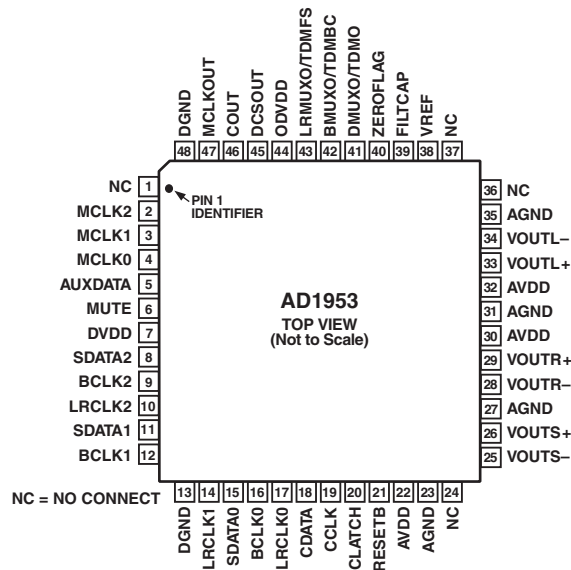 DGND
MCLKOUT
COUT
DCSOUT
ODVDD
LRMUXO/TDMFS
BMUXO/TDMBC
DMUXO/TDMO
ZEROFLAG
FILTCAP
VREF
NC
48 47 46 45 44 43 42 41 40 39 38 37
NC 1
MCLK2 2
MCLK1 3
MCLK0 4
AUXDATA 5
MUTE 6
DVDD 7
SDATA2 8
BCLK2 9
LRCLK2 10
SDATA1 11
BCLK1 12
PIN 1
IDENTIFIER
AD1953
TOP VIEW
(Not to Scale)
36 NC
35 AGND
34 VOUTL–
33 VOUTL+
32 AVDD
31 AGND
30 AVDD
29 VOUTR+
28 VOUTR–
27 AGND
26 VOUTS+
25 VOUTS–
NC = NO CONNECT
13 14 15 16 17 18 19 20 21 22 23 24
DGND
LRCLK1
SDATA0
BCLK0
LRCLK0
CDATA
CCLK
CLATCH
RESETB
AVDD
AGND
NC